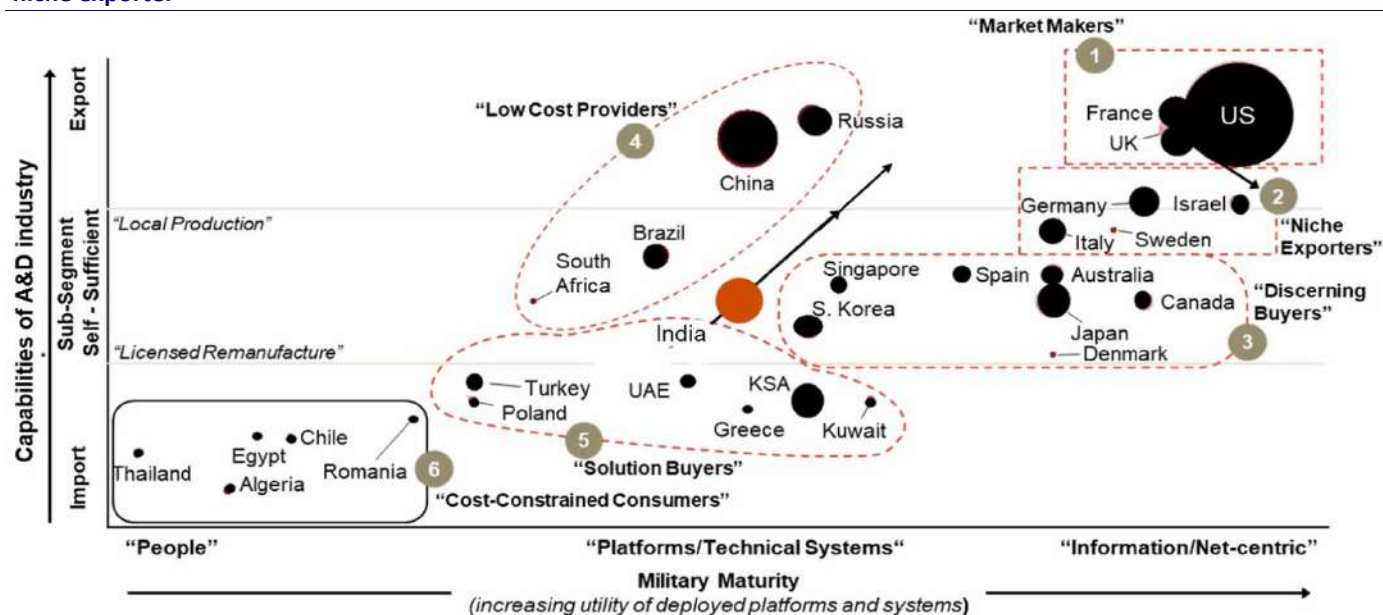 “Market Makers”
1
Export
“Low Cost Providers”
4
France
US
Russia
UK
China
2
Germany
Israel
“Local Production”
Brazil
Italy
Sweden
“Niche
Exporters”
South
Africa
Singapore
Spain
Australia
“Discerning
Buyers”
S. Korea
Canada
India
Japan
3
“Licensed Remanufacture”
Denmark
Capabilities of A&D industry
Sub-Segment
Self - Sufficient
Turkey
UAE
KSA
Poland
Greece
Kuwait
5
“Solution Buyers”
Chile
Egypt
Thailand
Romania
6
Algeria
“Cost-Constrained Consumers”
Import
“People”
“Platforms/Technical Systems“
“Information/Net-centric”
Military Maturity
(increasing utility of deployed platforms and systems)